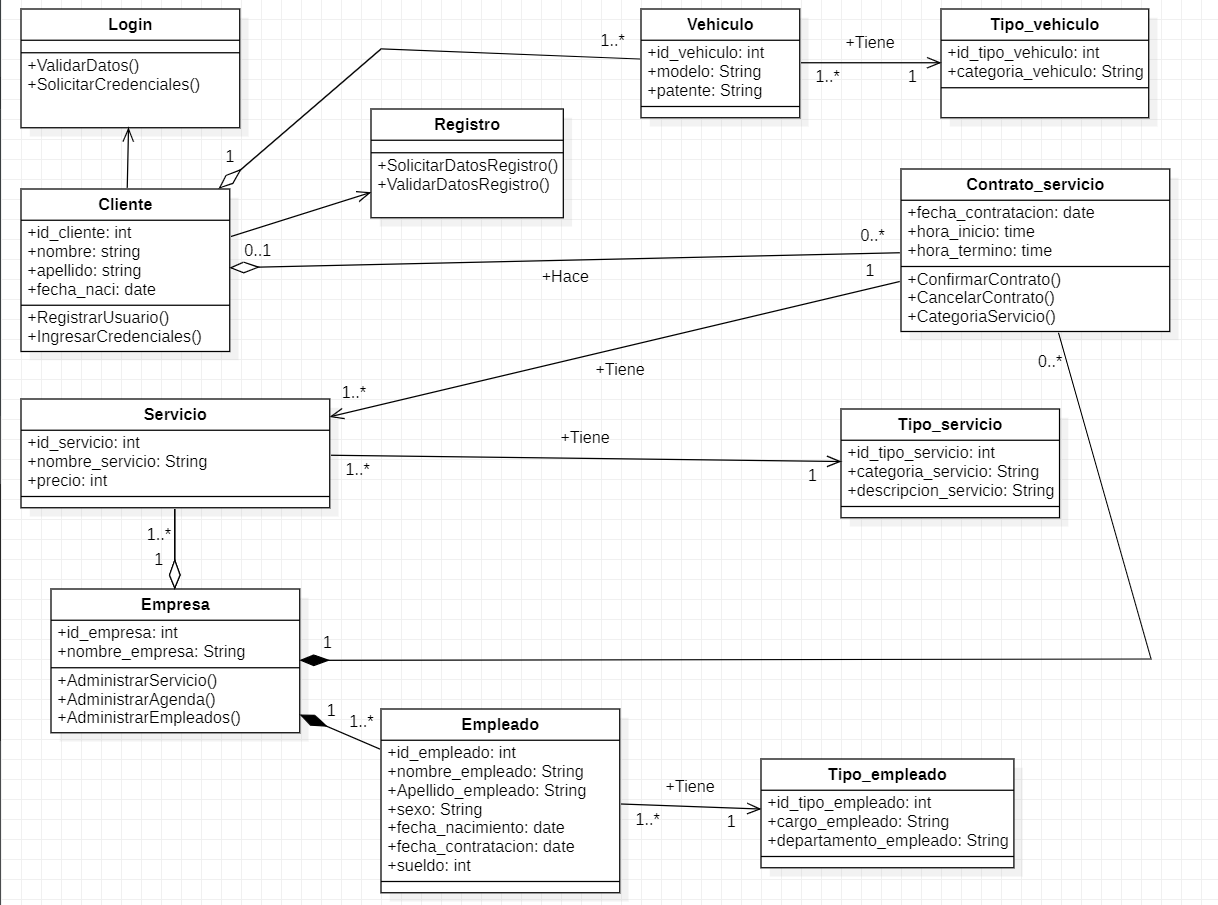 Login
+ValidarDatos()
+SolicitarCredenciales()
Vehiculo
+id_vehiculo: int
+modelo: String
+patente: String
1..*
+Tiene
1..*
1
Tipo_vehiculo
+id_tipo_vehiculo: int
+categoria_vehiculo: String
Registro
+SolicitarDatosRegistro()
+ValidarDatosRegistro()
1
Cliente
+id_cliente: int
+nombre: string
+apellido: string
+fecha_naci: date
+RegistrarUsuario()
+IngresarCredenciales()
0..1
+Hace
0..*
1
Contrato_servicio
+fecha_contratacion: date
+hora_inicio: time
+hora_termino: time
+ConfirmarContrato()
+CancelarContrato()
+CategoriaServicio()
0..*
+Tiene
1..*
Servicio
+id_servicio: int
+nombre_servicio: String
+precio: int
+Tiene
1..*
1
Tipo_servicio
+id_tipo_servicio: int
+categoria_servicio: String
+descripcion_servicio: String
1..*
1
Empresa
+id_empresa: int
+nombre_empresa: String
+AdministrarServicio()
+AdministrarAgenda()
+AdministrarEmpleados()
1
1
1..*
Empleado
+id_empleado: int
+nombre_empleado: String
+Apellido_empleado: String
+sexo: String
+fecha_nacimiento: date
+fecha_contratacion: date
+sueldo: int
+Tiene
1..*
1
Tipo_empleado
+id_tipo_empleado: int
+cargo_empleado: String
+departamento_empleado: String